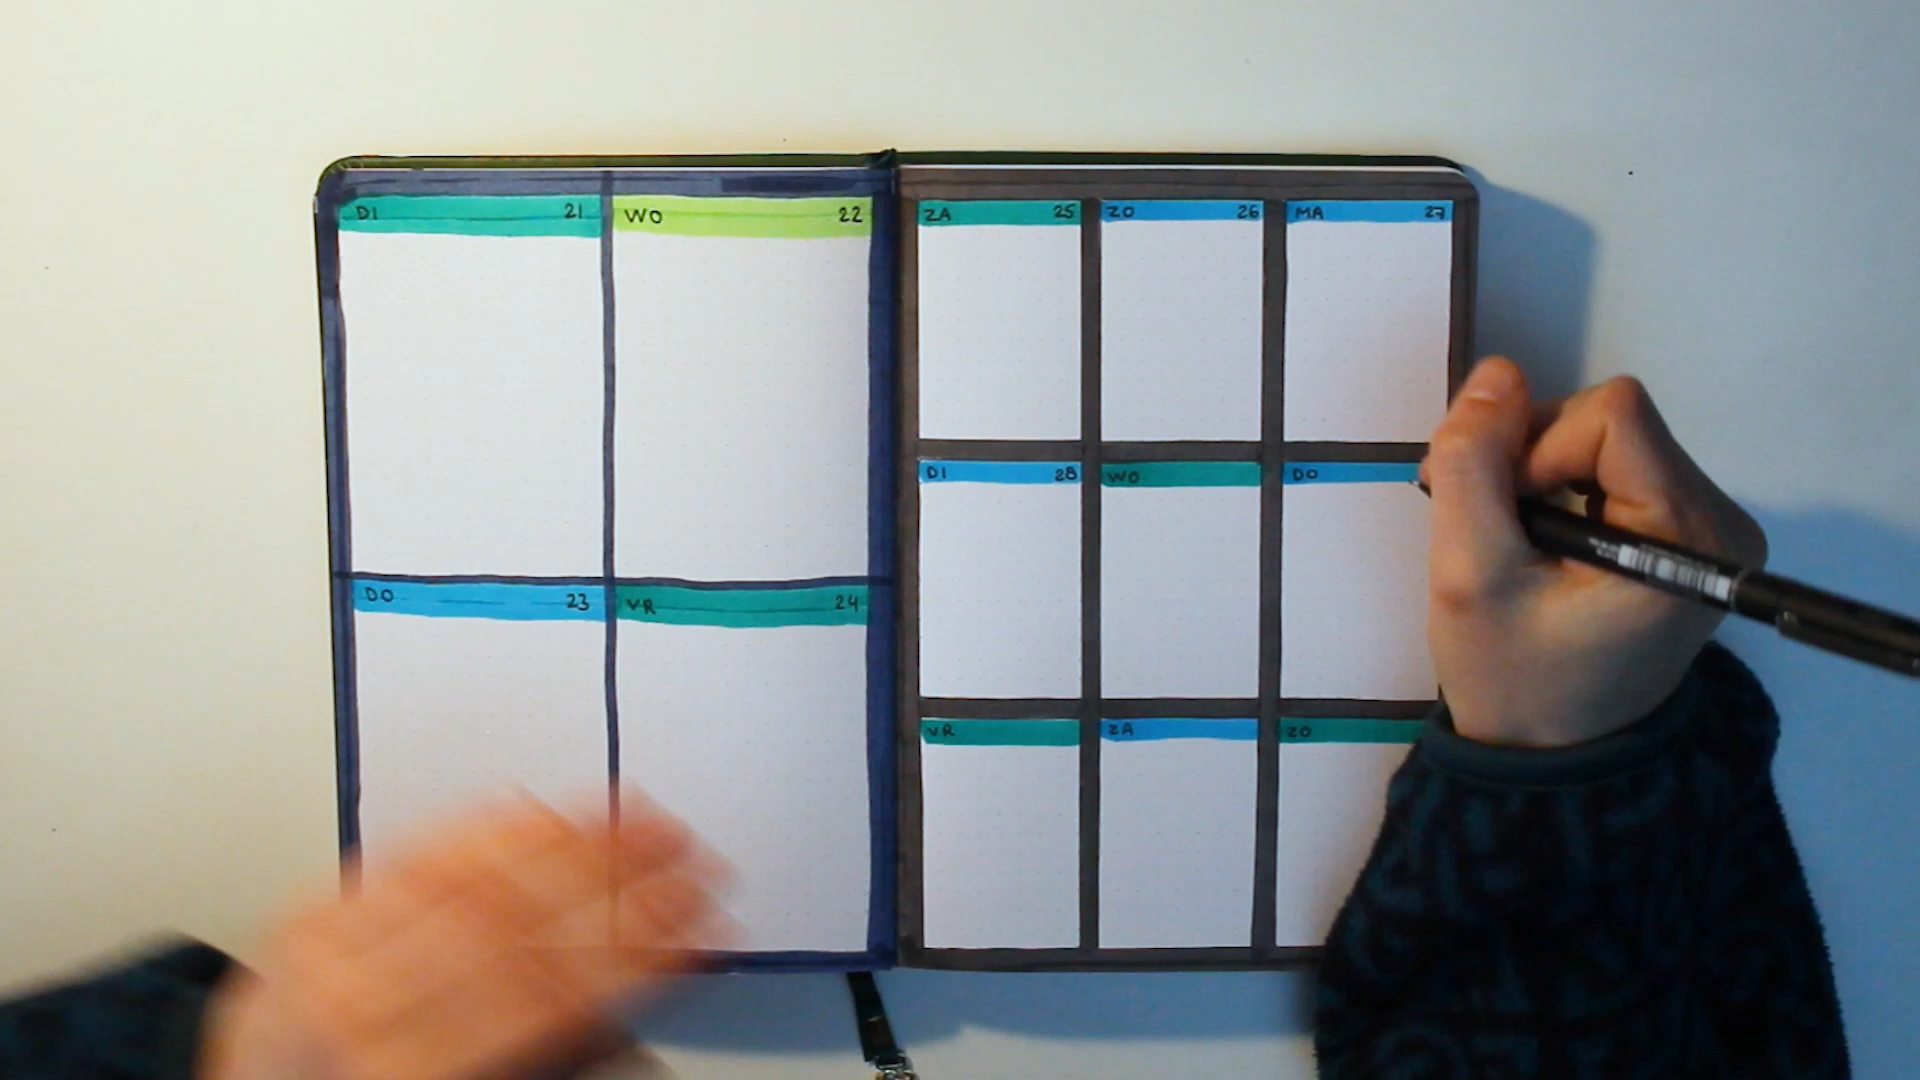 DI 21
WO 22
DO 23
VR 24
ZA 25
ZO 26
MA 27
DI 28
WO
DO
VR
ZA
ZO